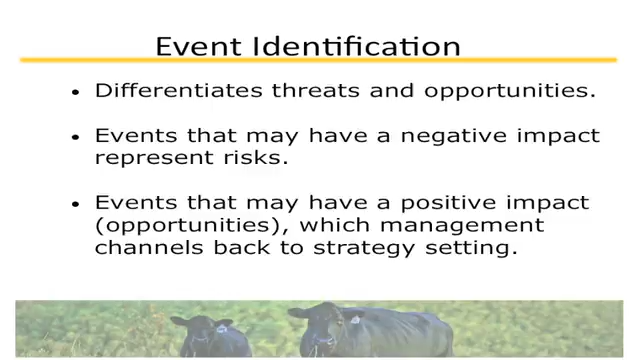 Event Identification
• Differentiates threats and opportunities.
• Events that may have a negative impact
represent risks.
• Events that may have a positive impact
(opportunities), which management
channels back to strategy setting.